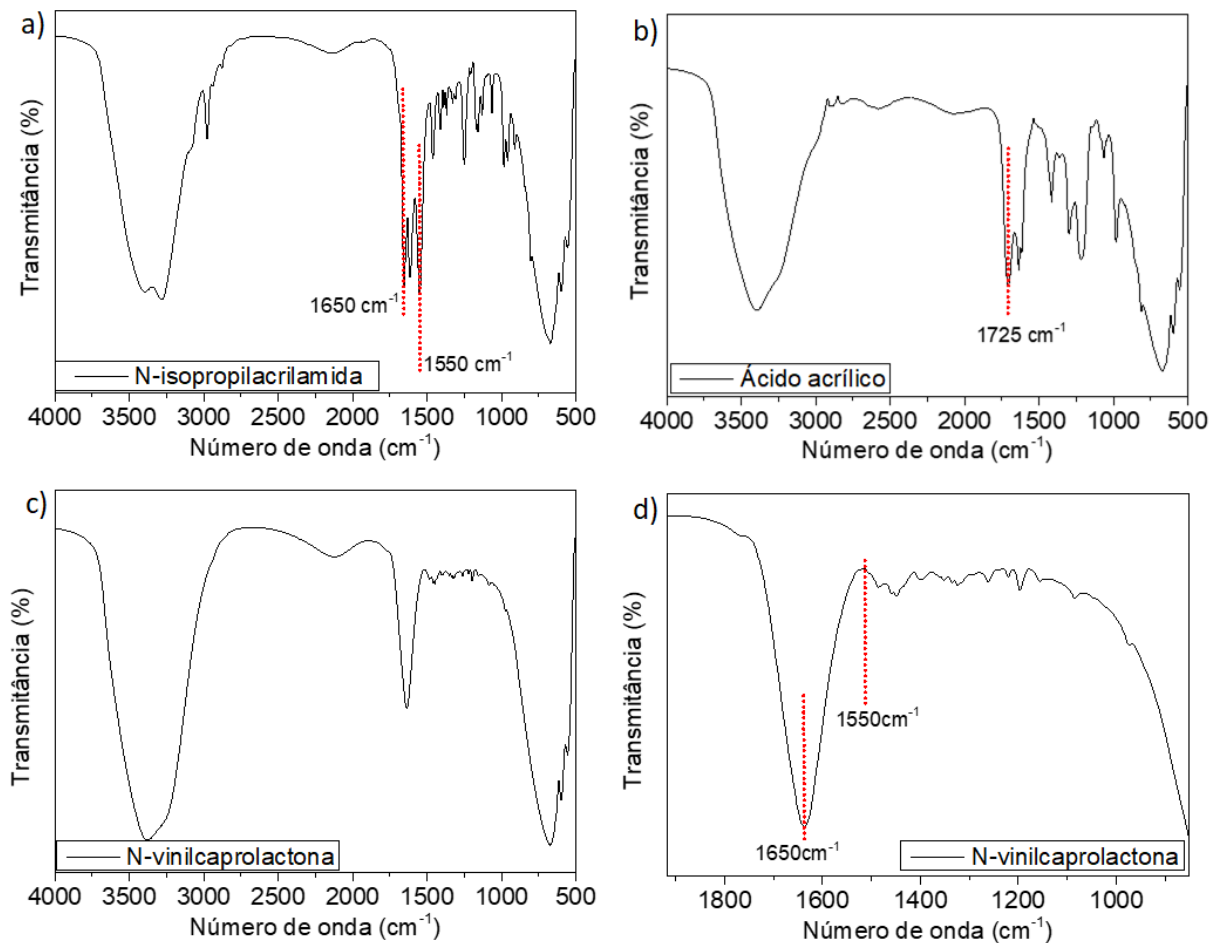 a)
Transmitância (%)
1650 cm⁻¹
1550 cm⁻¹
N-isopropilacrilamida
4000 3500 3000 2500 2000 1500 1000 500
Número de onda (cm⁻¹)
b)
Transmitância (%)
1725 cm⁻¹
Ácido acrílico
4000 3500 3000 2500 2000 1500 1000 500
Número de onda (cm⁻¹)
c)
Transmitância (%)
N-vinilcaprolactona
4000 3500 3000 2500 2000 1500 1000 500
Número de onda (cm⁻¹)
d)
Transmitância (%)
1550cm⁻¹
1650cm⁻¹
N-vinilcaprolactona
1800 1600 1400 1200 1000
Número de onda (cm⁻¹)